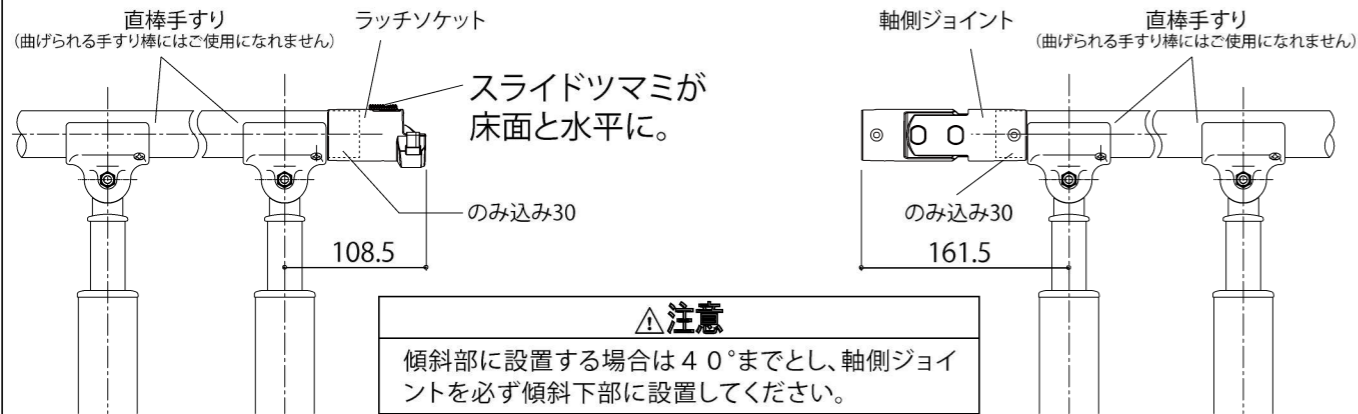 直棒手すり
(曲げられる手すり棒にはご使用になれません)
ラッチソケット
スライドツマミが
床面と水平に。
のみ込み30
108.5
軸側ジョイント
直棒手すり
(曲げられる手すり棒にはご使用になれません)
のみ込み30
161.5
⚠注意
傾斜部に設置する場合は４０°までとし、軸側ジョイ
ントを必ず傾斜下部に設置してください。